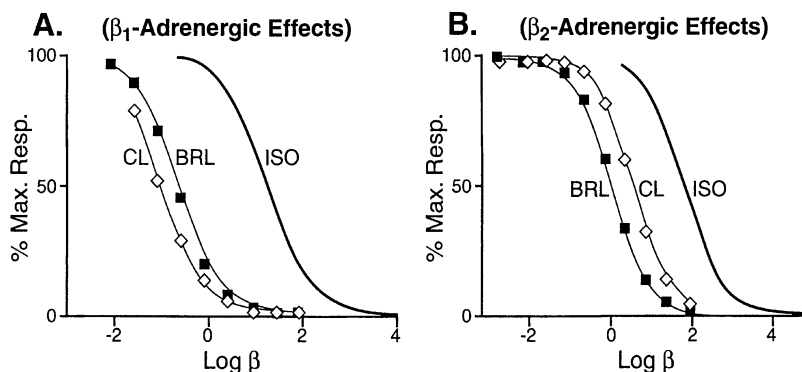 A. (β₁-Adrenergic Effects)
100
50
0
% Max. Resp.
CL
BRL
ISO
-2 0 2 4
Log β
B. (β₂-Adrenergic Effects)
100
50
0
% Max. Resp.
BRL
CL
ISO
-2 0 2 4
Log β